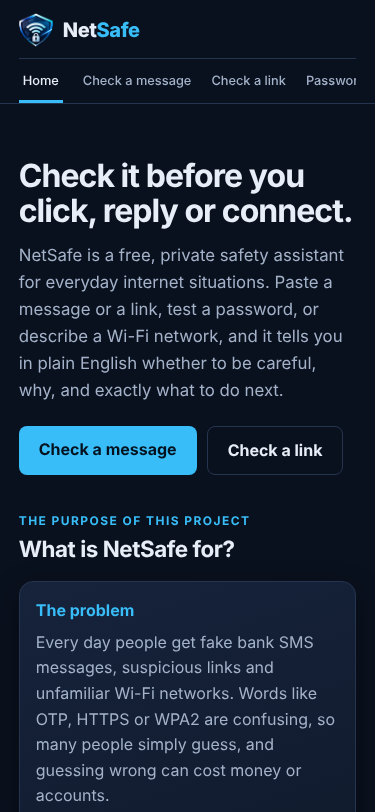 NetSafe
Home Check a message Check a link
Check it before you
click, reply or connect.
NetSafe is a free, private safety assistant
for everyday internet situations. Paste a
message or a link, test a password, or
describe a Wi-Fi network, and it tells you
in plain English whether to be careful,
why, and exactly what to do next.
Check a message Check a link
THE PURPOSE OF THIS PROJECT
What is NetSafe for?
The problem
Every day people get fake bank SMS
messages, suspicious links and
unfamiliar Wi-Fi networks. Words like
OTP, HTTPS or WPA2 are confusing, so
many people simply guess, and
guessing wrong can cost money or
accounts.